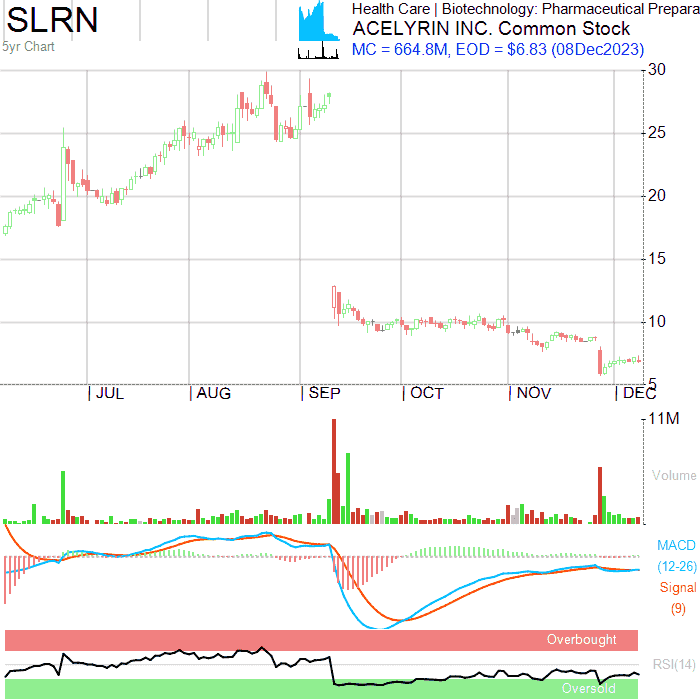 SLRN
5yr Chart
Health Care | Biotechnology: Pharmaceutical Prepara
ACELYRIN INC. Common Stock
MC = 664.8M, EOD = $6.83 (08Dec2023)
30
25
20
15
10
5
JUL
AUG
SEP
OCT
NOV
DEC
11M
Volume
MACD
(12-26)
Signal
(9)
Overbought
RSI(14)
Oversold